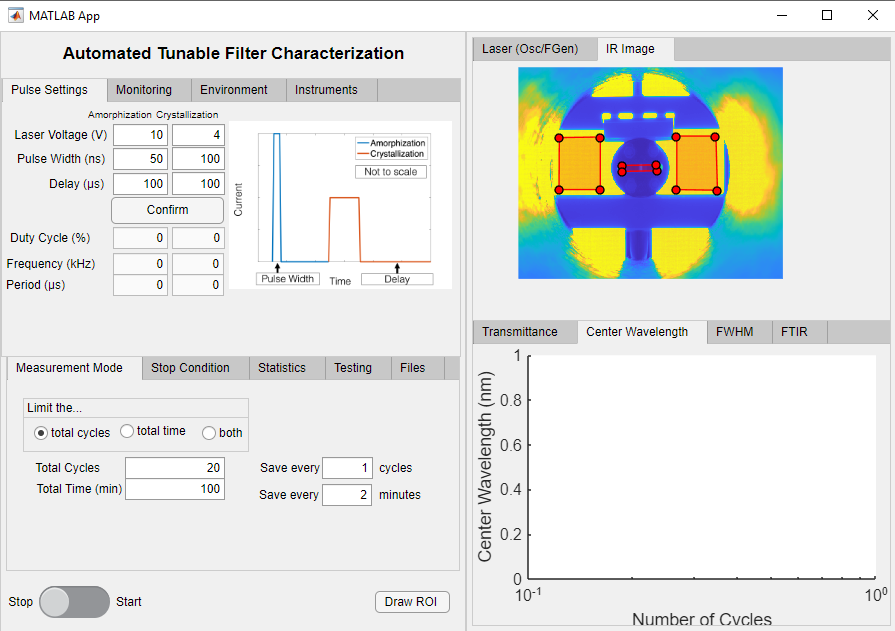 MATLAB App
Automated Tunable Filter Characterization
Pulse Settings Monitoring Environment Instruments
Amorphization Crystallization
Laser Voltage (V) 10 4
Pulse Width (ns) 50 100
Delay (µs) 100 100
Confirm
Duty Cycle (%) 0 0
Frequency (kHz) 0 0
Period (µs) 0 0
Amorphization
Crystallization
Not to scale
Current
Pulse Width Time Delay
Measurement Mode Stop Condition Statistics Testing Files
Limit the...
total cycles total time both
Total Cycles 20 Save every 1 cycles
Total Time (min) 100 Save every 2 minutes
Stop Start Draw ROI
Laser (Osc/FGen) IR Image
Transmittance Center Wavelength FWHM FTIR
Center Wavelength (nm)
1
0.8
0.6
0.4
0.2
0
10⁻¹ 10⁰
Number of Cycles